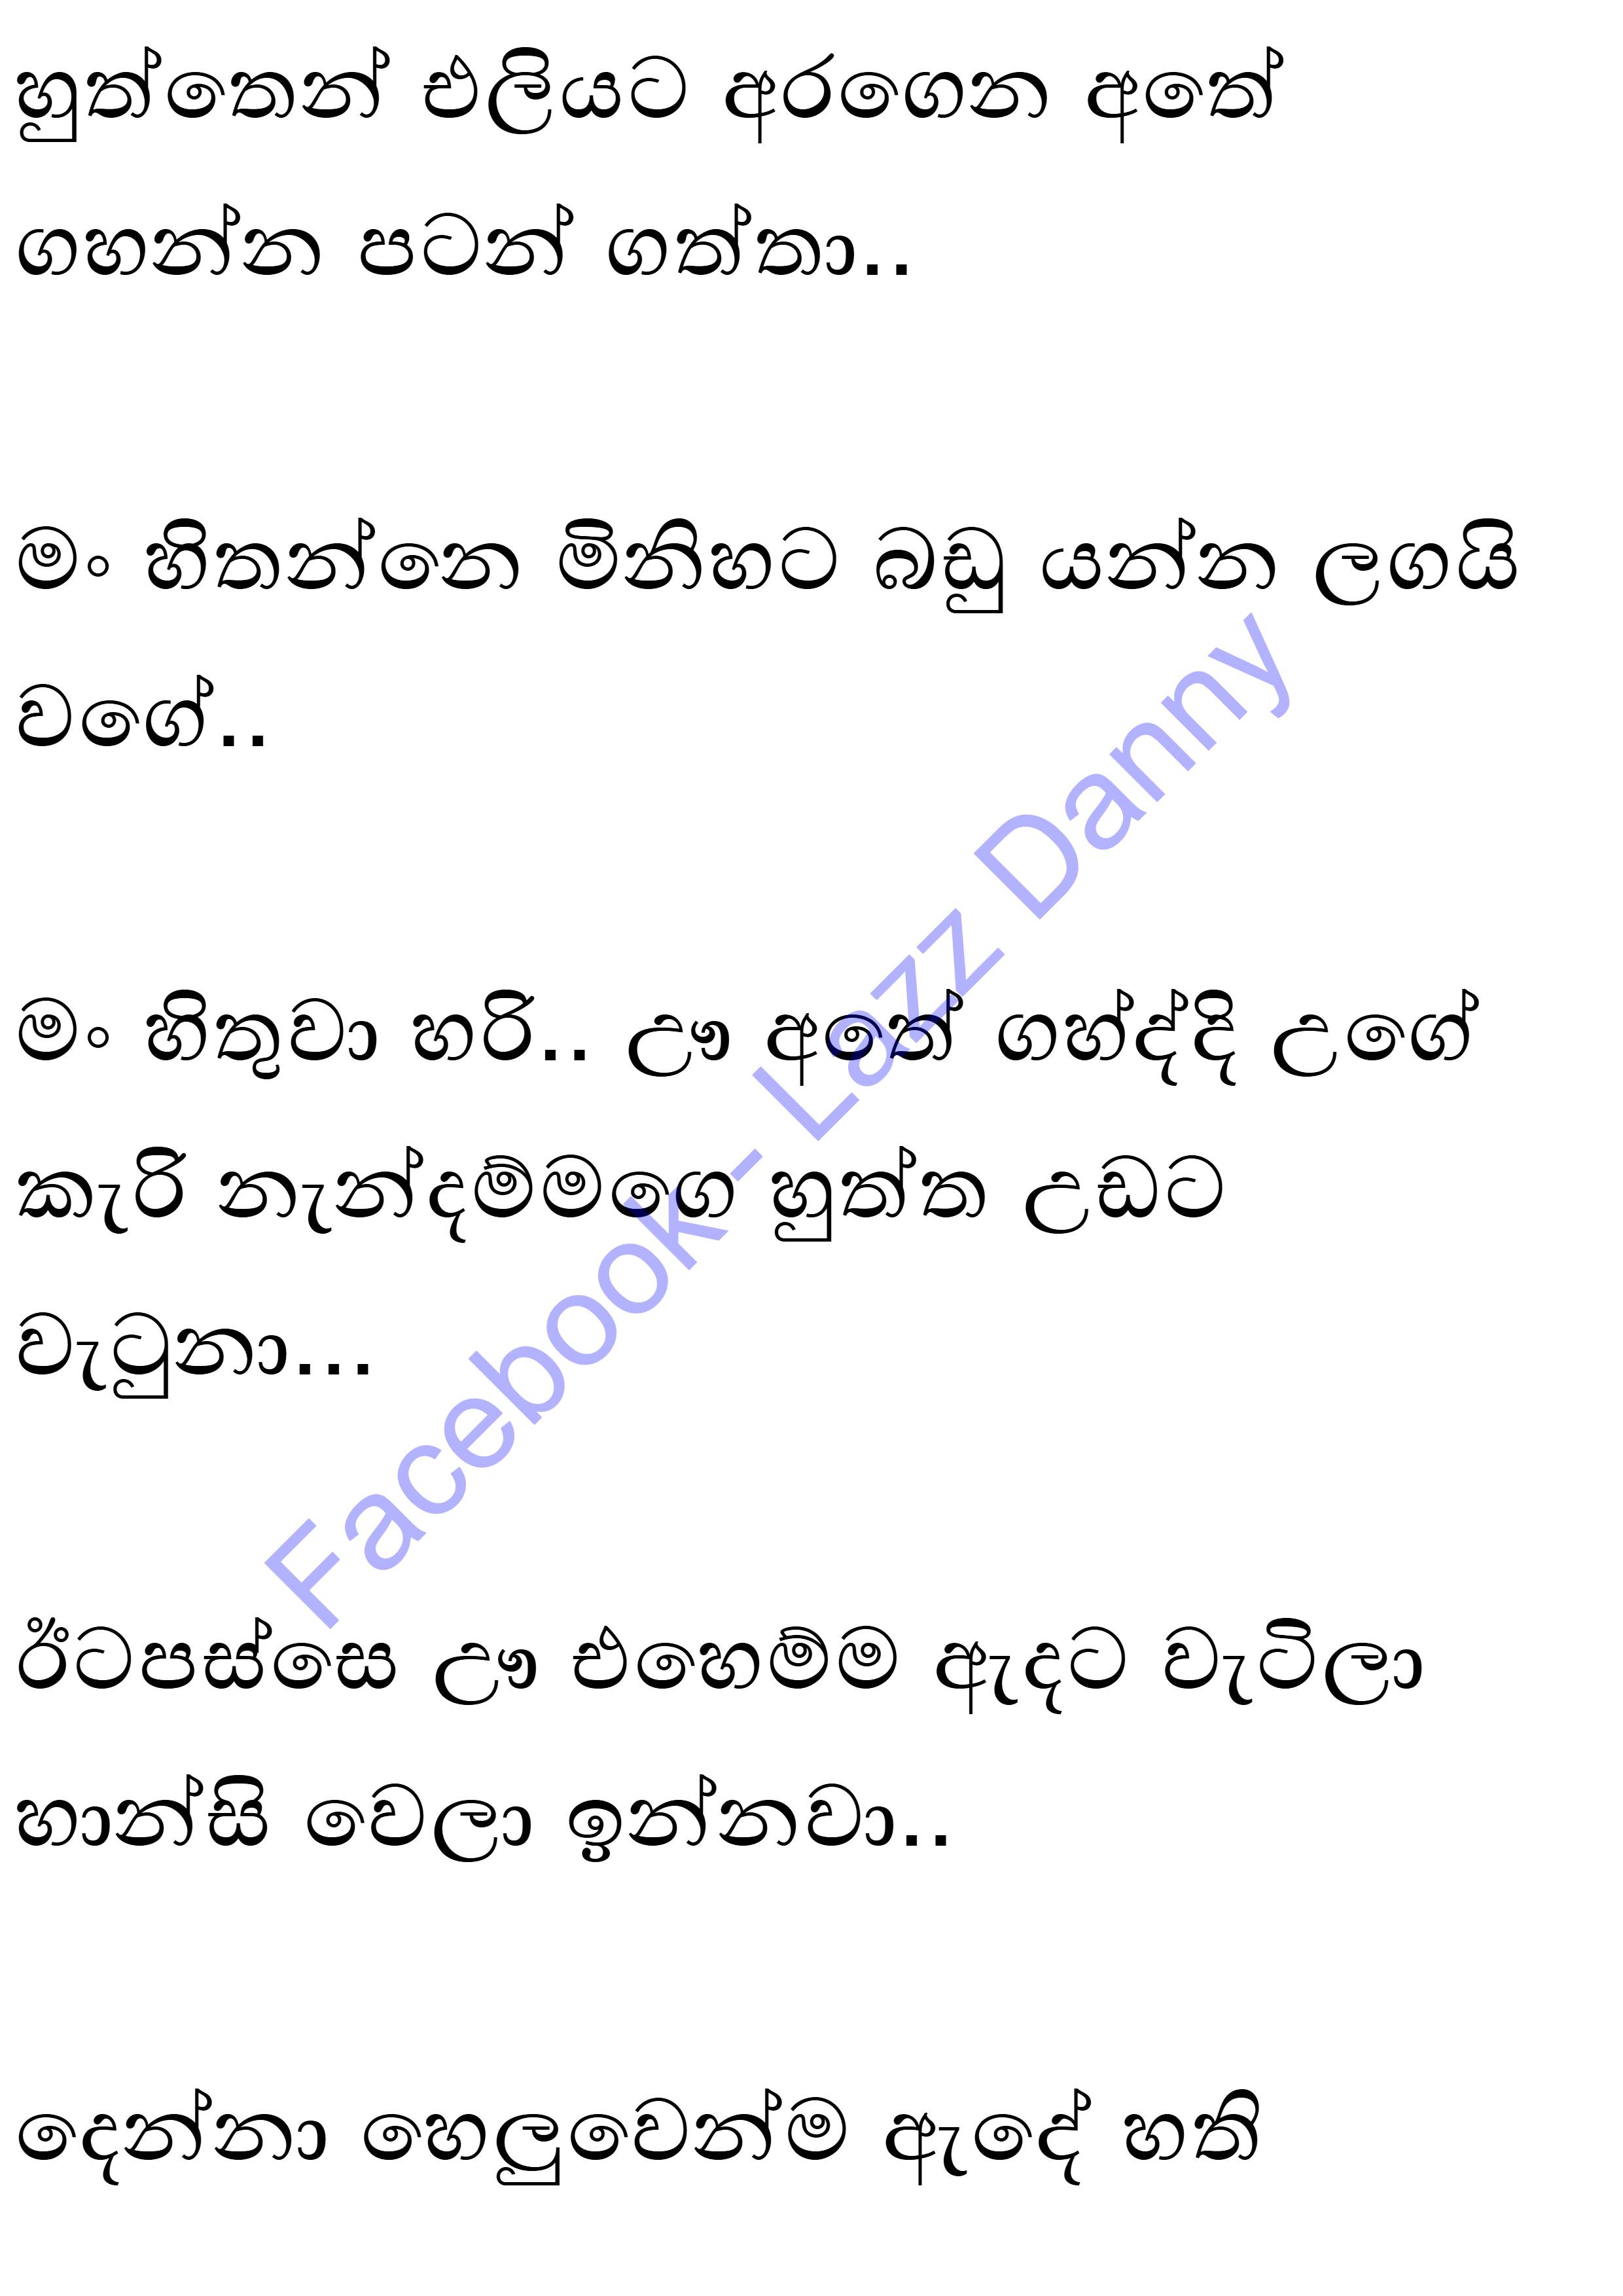 හුත්තෙන් එලියට අරගෙන අතේ
ගහන්න පටන් ගත්තා..
මං හිතන්නෙ මිනිහට බඩු යන්න ලගයි
වගේ..
මං හිතුවා හරි.. ඌ අතේ ගහද්දි උගේ
කැරි නැන්දම්මගෙ හුත්ත උඩට
වැටුනා...
ඊටපස්සෙ ඌ එහෙම්ම ඇදට වැටිලා
හාන්සි වෙලා ඉන්නවා..
දෙන්නා හෙලුවෙන්ම ඇදේ හති
Facebook- Lazz Danny